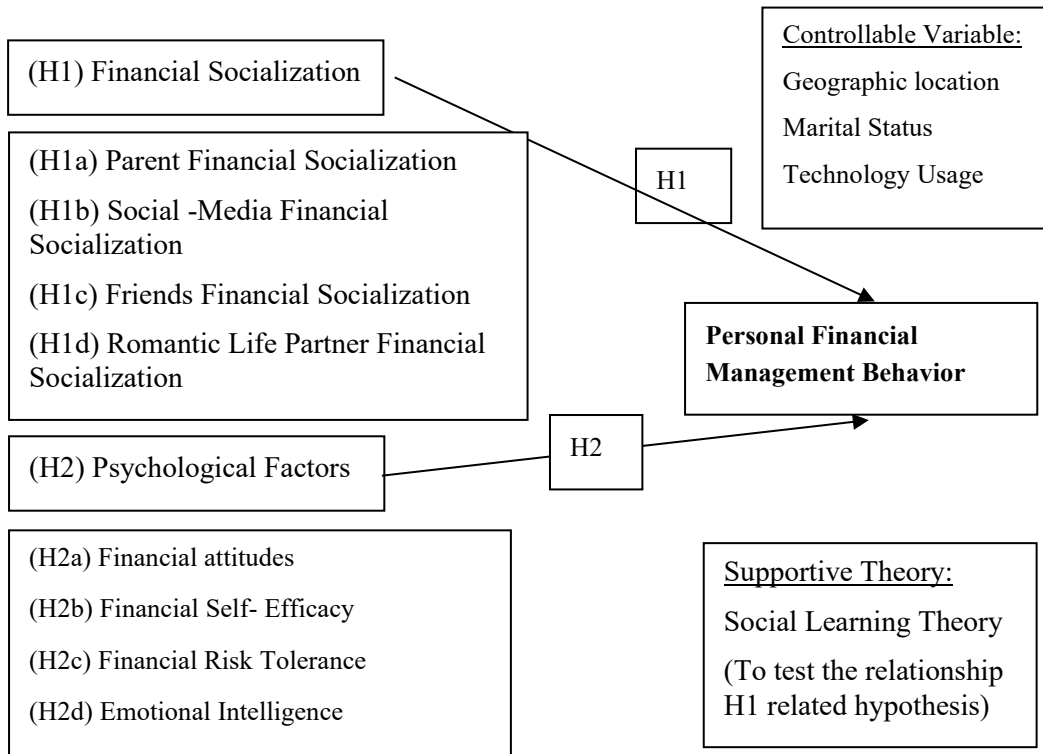 (H1) Financial Socialization
(H1a) Parent Financial Socialization
(H1b) Social -Media Financial
Socialization
(H1c) Friends Financial Socialization
(H1d) Romantic Life Partner Financial
Socialization
(H2) Psychological Factors
(H2a) Financial attitudes
(H2b) Financial Self- Efficacy
(H2c) Financial Risk Tolerance
(H2d) Emotional Intelligence
H1
H2
Controllable Variable:
Geographic location
Marital Status
Technology Usage
Personal Financial
Management Behavior
Supportive Theory:
Social Learning Theory
(To test the relationship
H1 related hypothesis)